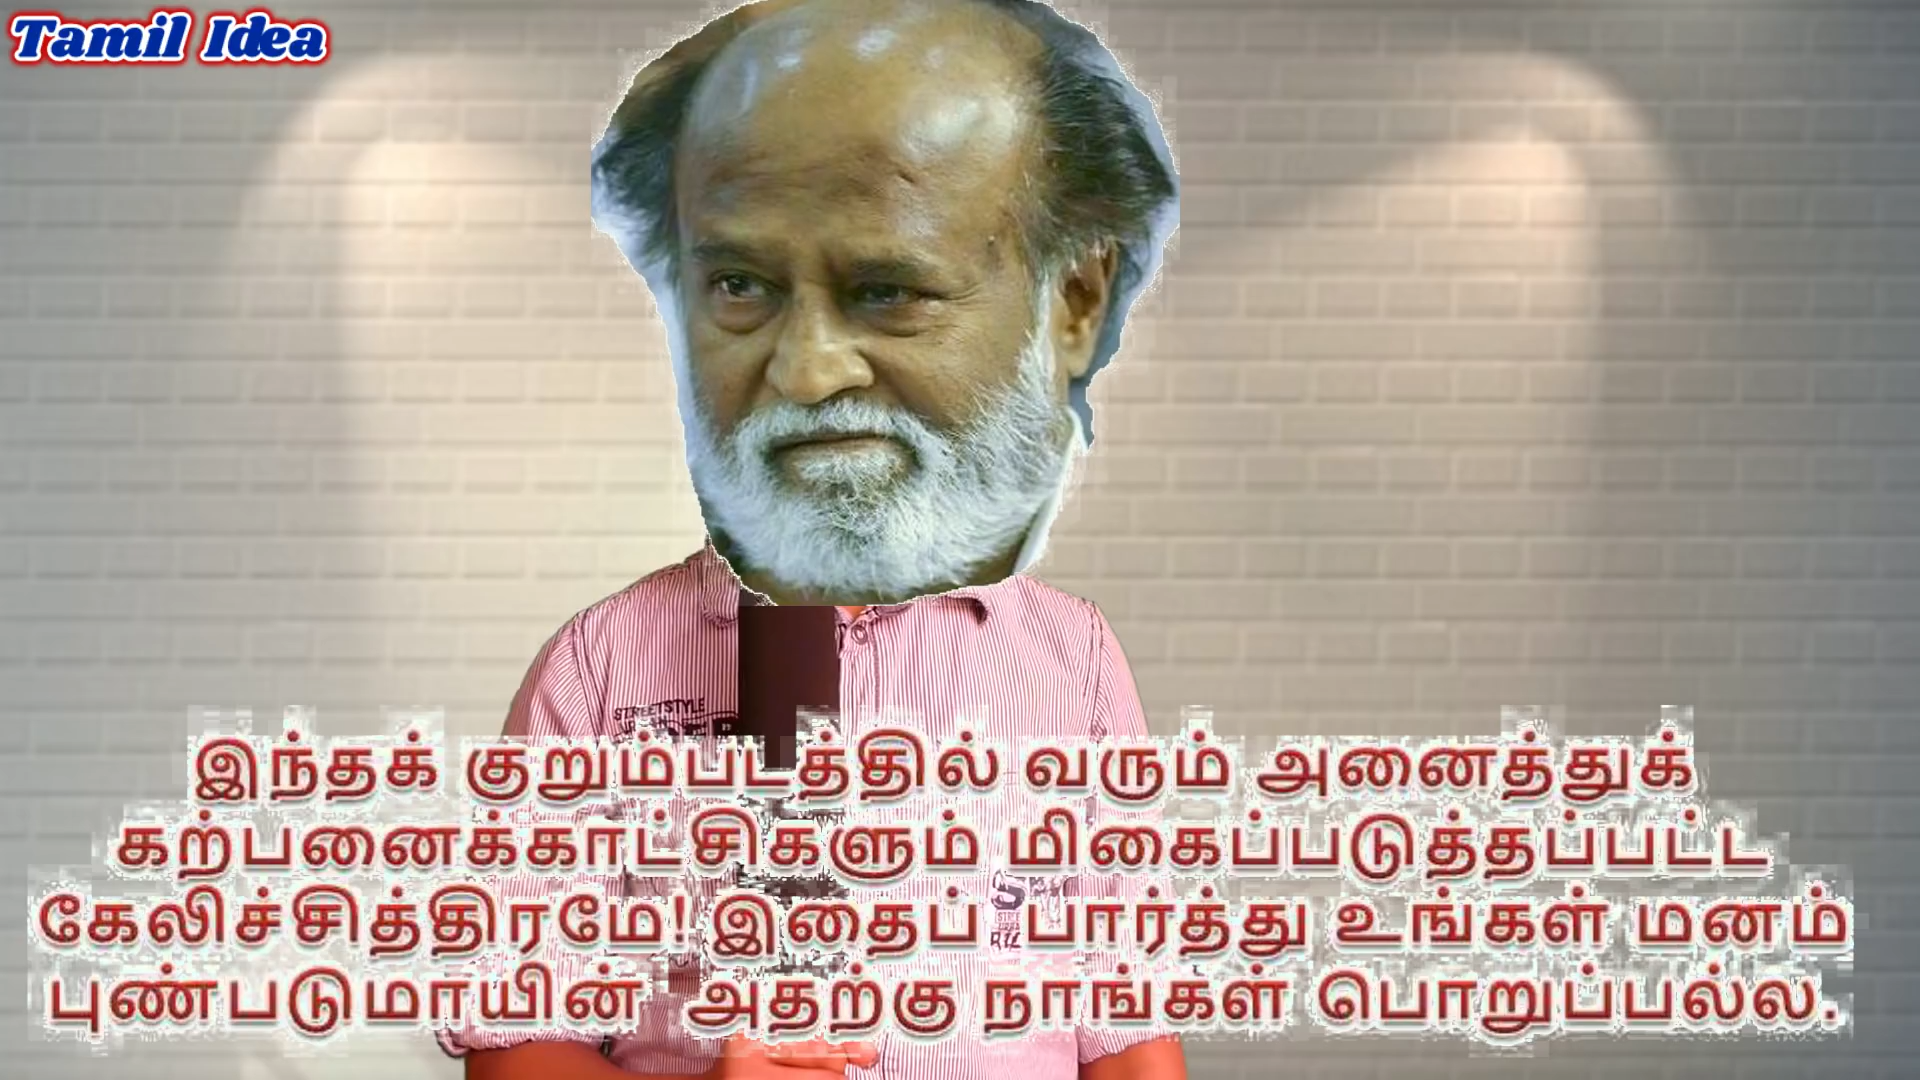 Tamil Idea
STREETSTYLE
இந்தக் குறும்படத்தில் வரும் அனைத்துக்
கற்பனைக்காட்சிகளும் மிகைப்படுத்தப்பட்ட
கேலிச்சித்திரமே! இதைப் பார்த்து உங்கள் மனம்
புண்படுமாயின் அதற்கு நாங்கள் பொறுப்பல்ல.